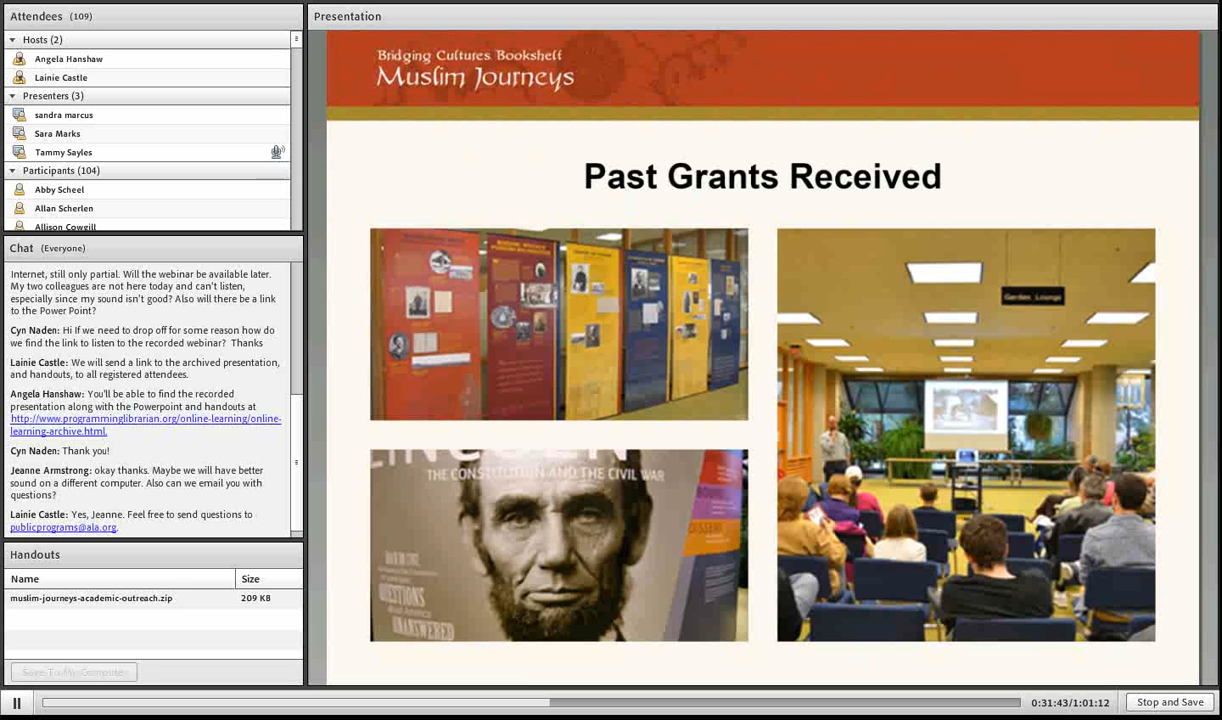 Attendees (109)
Hosts (2)
Angela Hanshaw
Lainie Castle
Presenters (3)
sandra marcus
Sara Marks
Tammy Sayles
Participants (104)
Abby Scheel
Allan Scherlen
Allison Cowgill
Chat (Everyone)
Internet, still only partial. Will the webinar be available later.
My two colleagues are not here today and can't listen,
especially since my sound isn't good? Also will there be a link
to the Power Point?
Cyn Naden: Hi If we need to drop off for some reason how do
we find the link to listen to the recorded webinar? Thanks
Lainie Castle: We will send a link to the archived presentation,
and handouts, to all registered attendees.
Angela Hanshaw: You'll be able to find the recorded
presentation along with the Powerpoint and handouts at
http://www.programminglibrarian.org/online-learning/online-
learning-archive.html.
Cyn Naden: Thank you!
Jeanne Armstrong: okay thanks. Maybe we will have better
sound on a different computer. Also can we email you with
questions?
Lainie Castle: Yes, Jeanne. Feel free to send questions to
publicprograms@ala.org.
Handouts
Name Size
muslim-journeys-academic-outreach.zip 209 KB
Save To My Computer
Presentation
Bridging Cultures Bookshelf
Muslim Journeys
Past Grants Received
Garden Lounge
LINCOLN
THE CONSTITUTION AND THE CIVIL WAR
QUESTIONS
UNANSWERED
0:31:43/1:01:12
Stop and Save